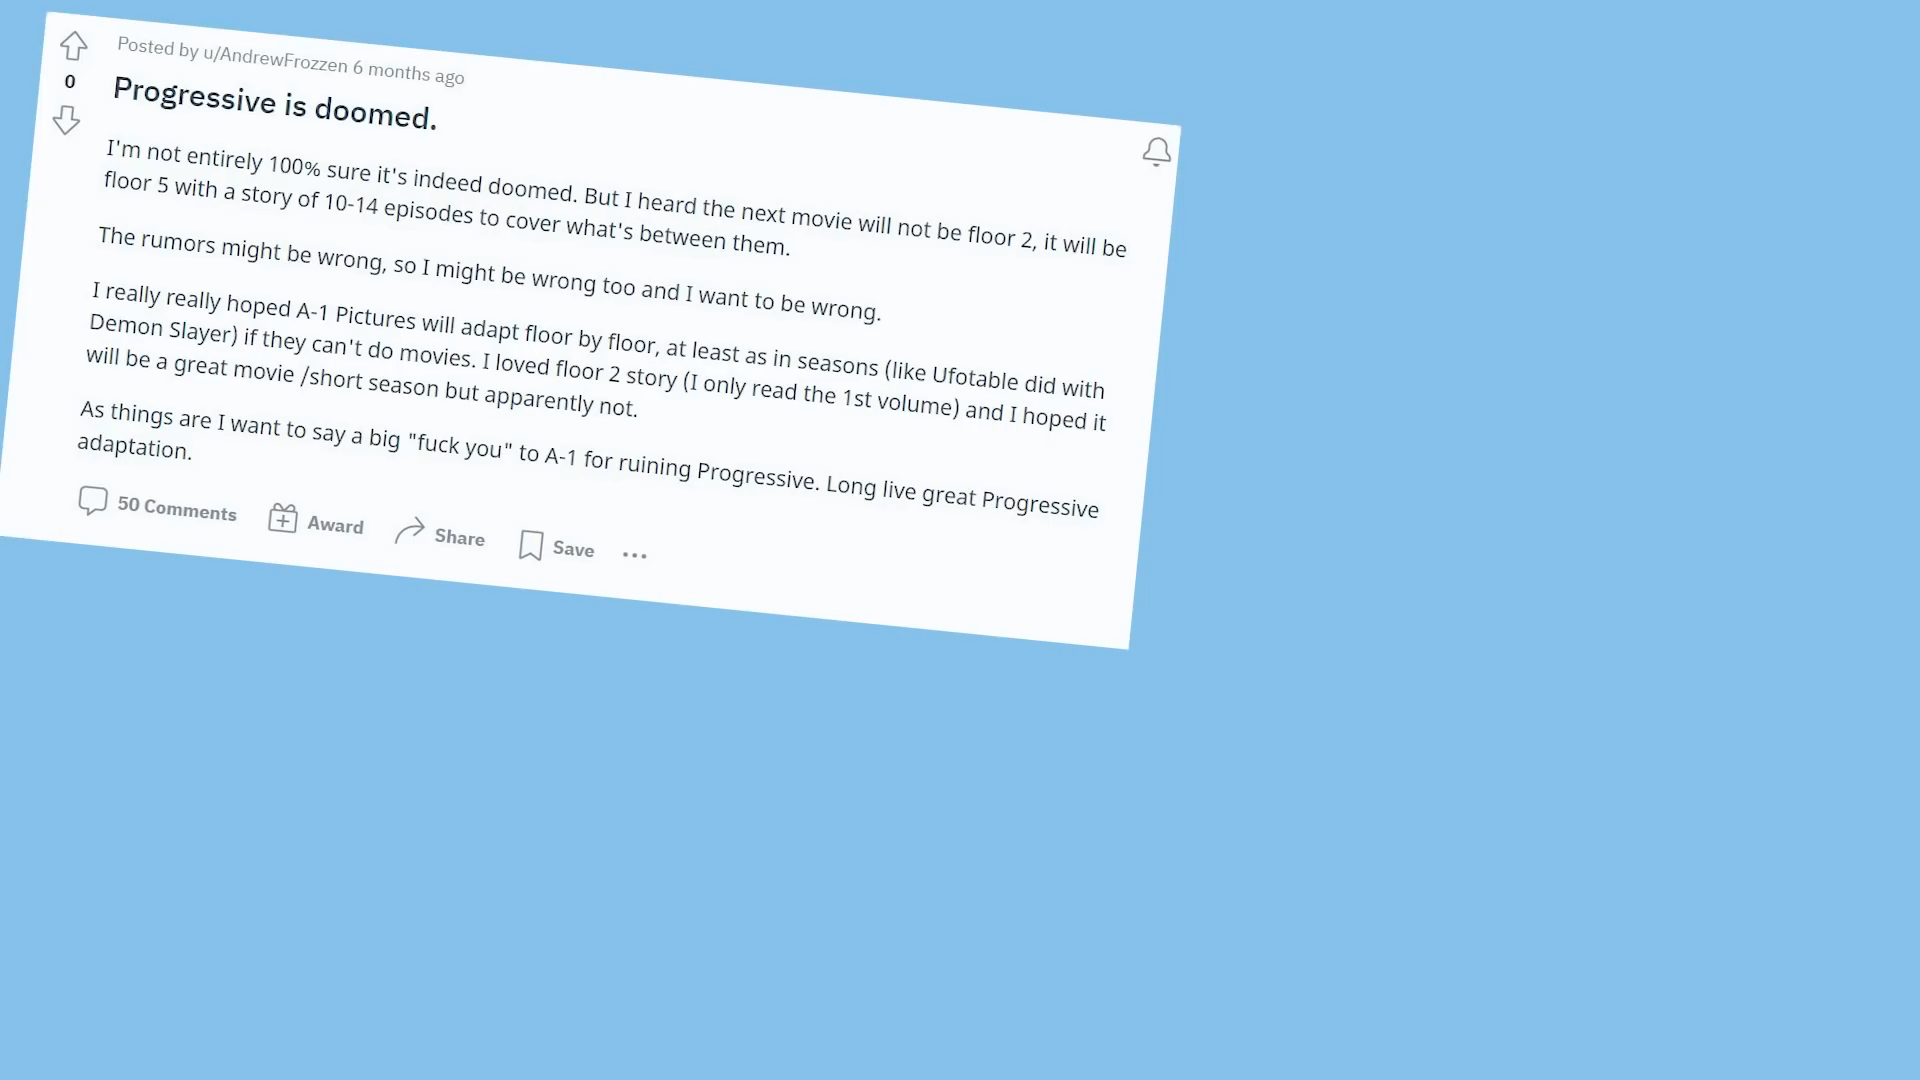 Posted by u/AndrewFrozzen 6 months ago
0
Progressive is doomed.
I'm not entirely 100% sure it's indeed doomed. But I heard the next movie will not be floor 2, it will be
floor 5 with a story of 10-14 episodes to cover what's between them.
The rumors might be wrong, so I might be wrong too and I want to be wrong.
I really really hoped A-1 Pictures will adapt floor by floor, at least as in seasons (like Ufotable did with
Demon Slayer) if they can't do movies. I loved floor 2 story (I only read the 1st volume) and I hoped it
will be a great movie /short season but apparently not.
As things are I want to say a big "fuck you" to A-1 for ruining Progressive. Long live great Progressive
adaptation.
50 Comments Award Share Save ...